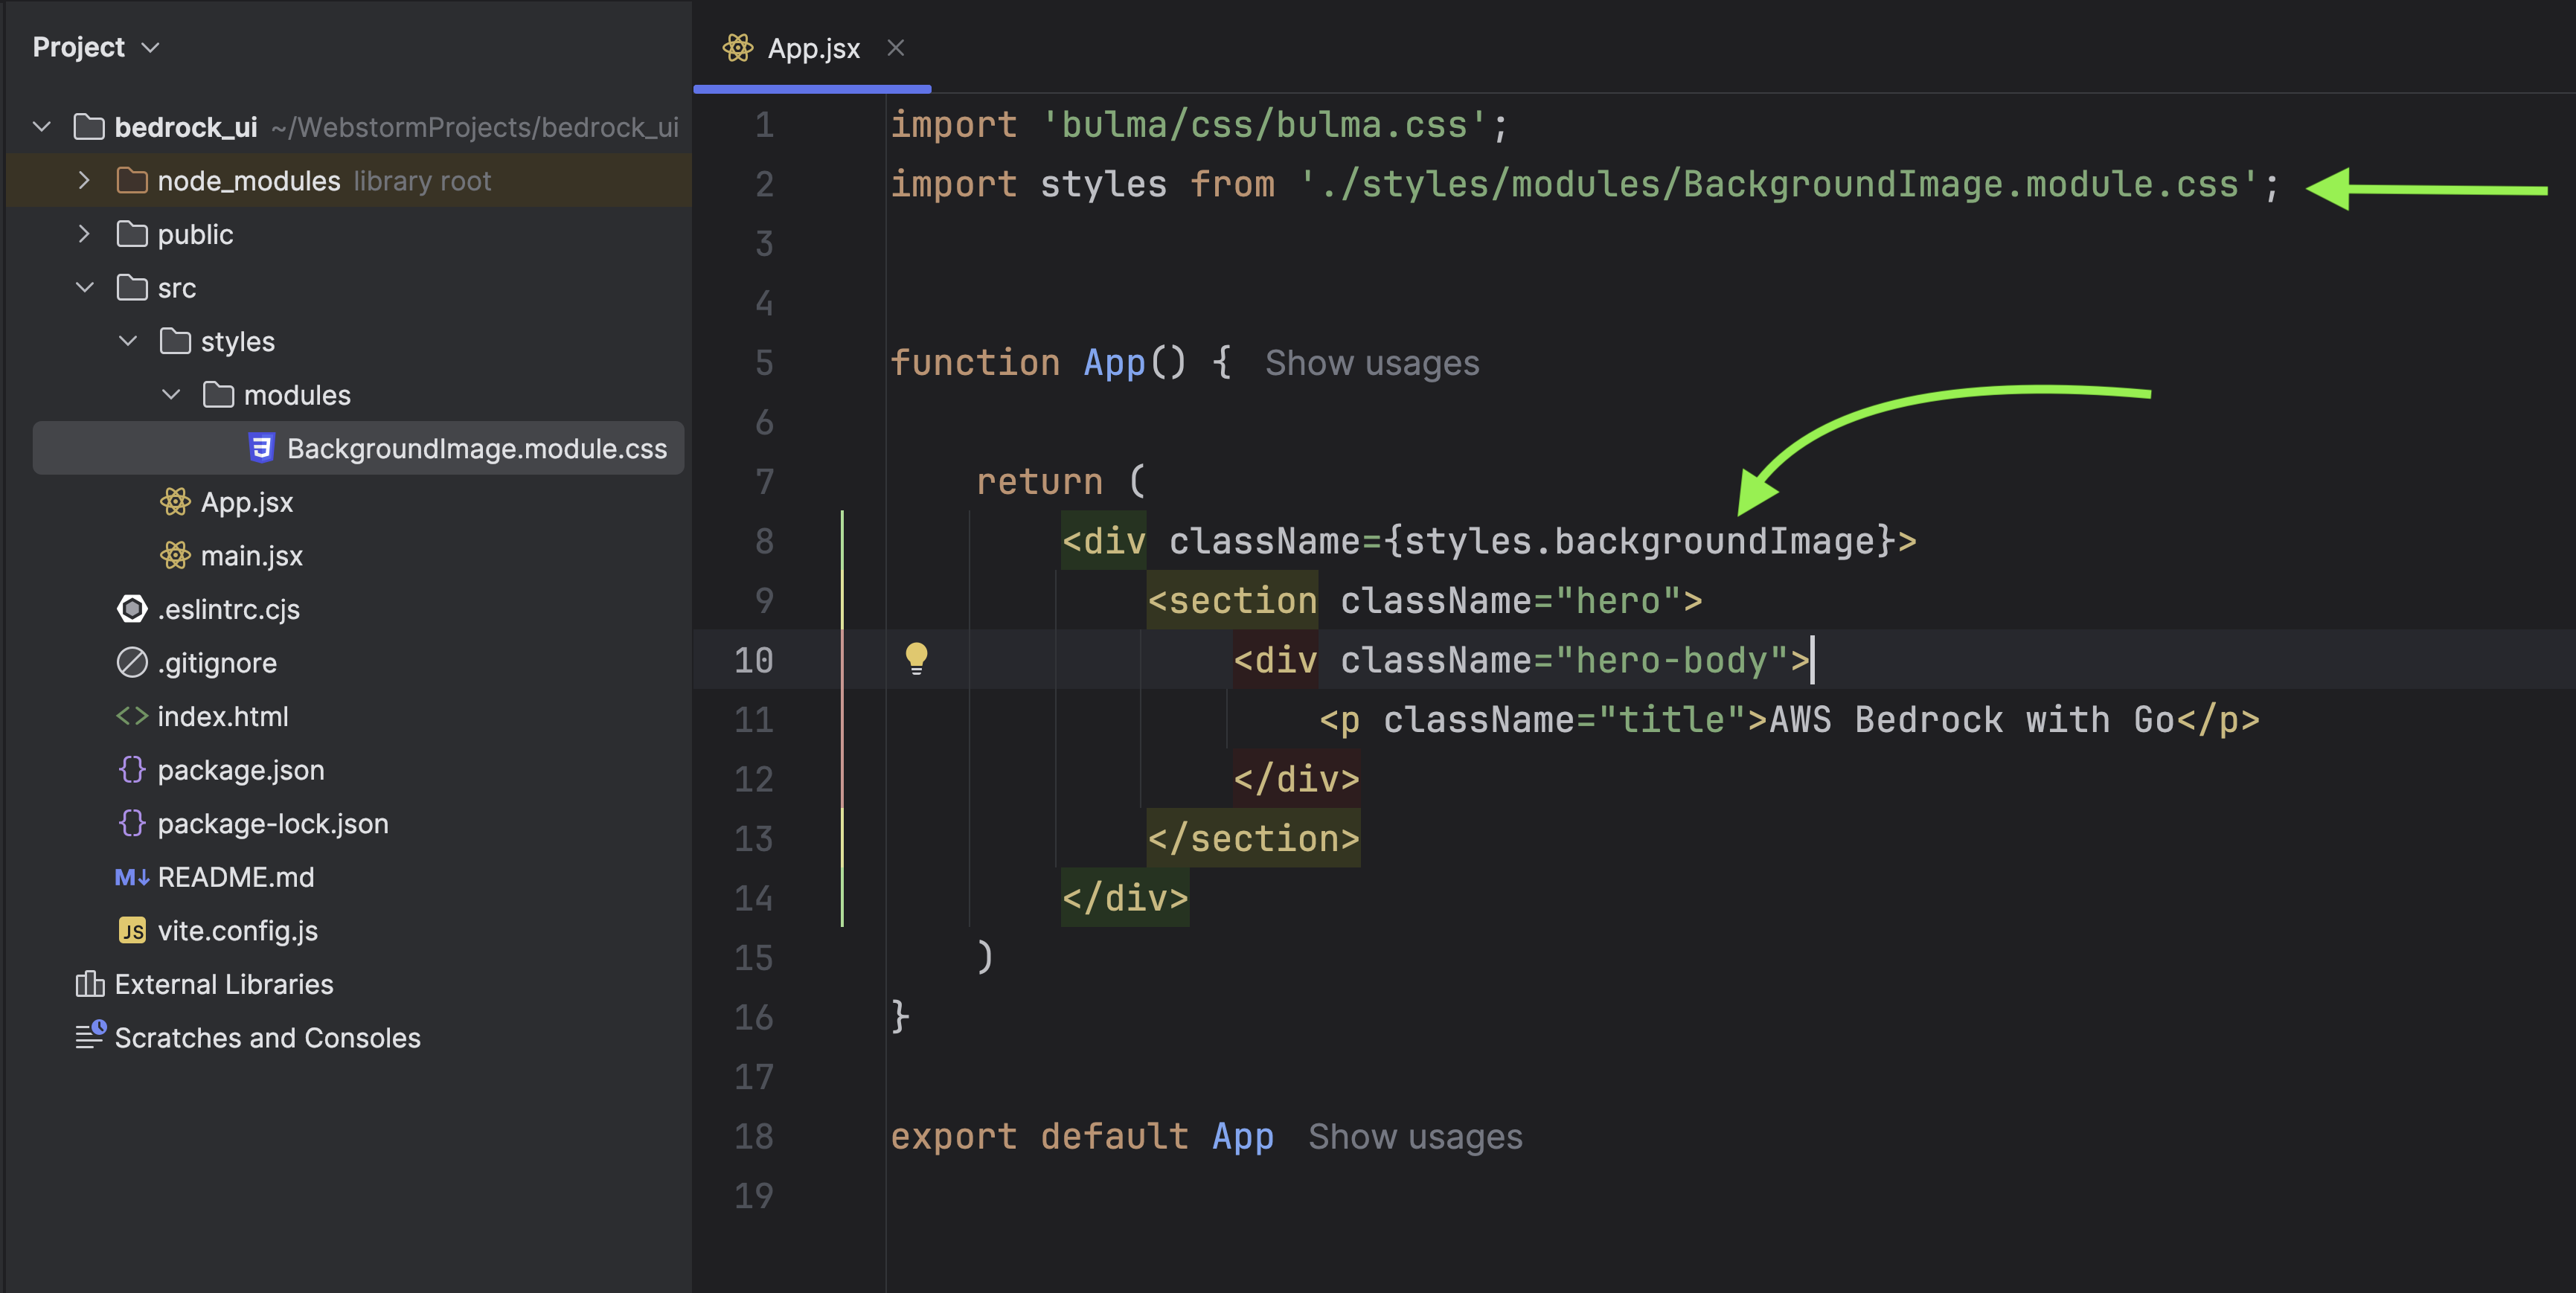 Project
bedrock_ui ~/WebstormProjects/bedrock_ui
node_modules library root
public
src
styles
modules
BackgroundImage.module.css
App.jsx
main.jsx
.eslintrc.cjs
.gitignore
index.html
package.json
package-lock.json
README.md
vite.config.js
External Libraries
Scratches and Consoles
App.jsx
1 import 'bulma/css/bulma.css';
2 import styles from './styles/modules/BackgroundImage.module.css';
3
4
5 function App() { Show usages
6
7 return (
8 <div className={styles.backgroundImage}>
9 <section className="hero">
10 <div className="hero-body">
11 <p className="title">AWS Bedrock with Go</p>
12 </div>
13 </section>
14 </div>
15 )
16 }
17
18 export default App Show usages
19